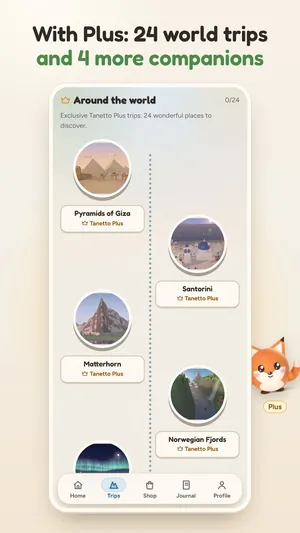 With Plus: 24 world trips
and 4 more companions
Around the world
0/24
Exclusive Tanetto Plus trips: 24 wonderful places to
discover.
Pyramids of Giza
Tanetto Plus
Santorini
Tanetto Plus
Matterhorn
Tanetto Plus
Plus
Norwegian Fjords
Tanetto Plus
Home
Trips
Shop
Journal
Profile